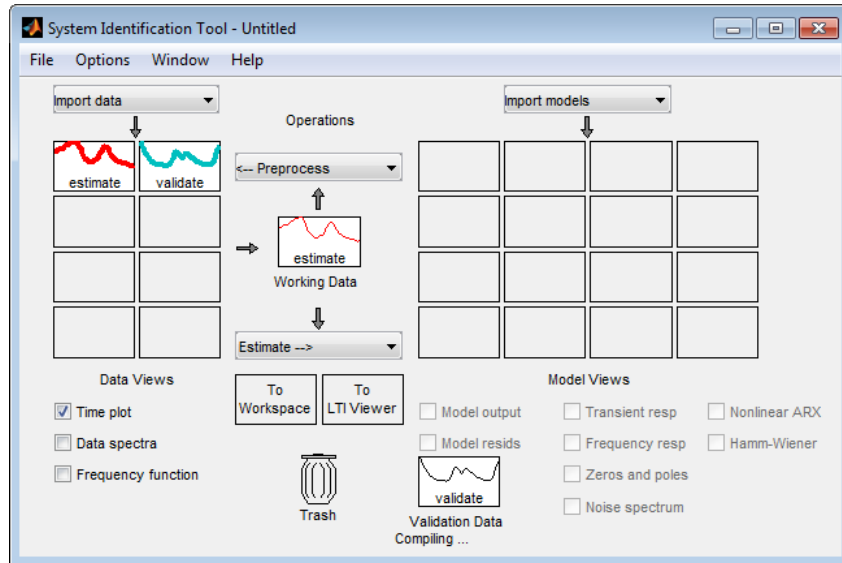 System Identification Tool - Untitled
File Options Window Help
Import data
Import models
Operations
estimate
validate
<-- Preprocess
estimate
Working Data
Estimate -->
Data Views
Model Views
To Workspace
To LTI Viewer
Time plot
Data spectra
Frequency function
Model output
Transient resp
Nonlinear ARX
Model resids
Frequency resp
Hamm-Wiener
Zeros and poles
Noise spectrum
Trash
validate
Validation Data
Compiling ...